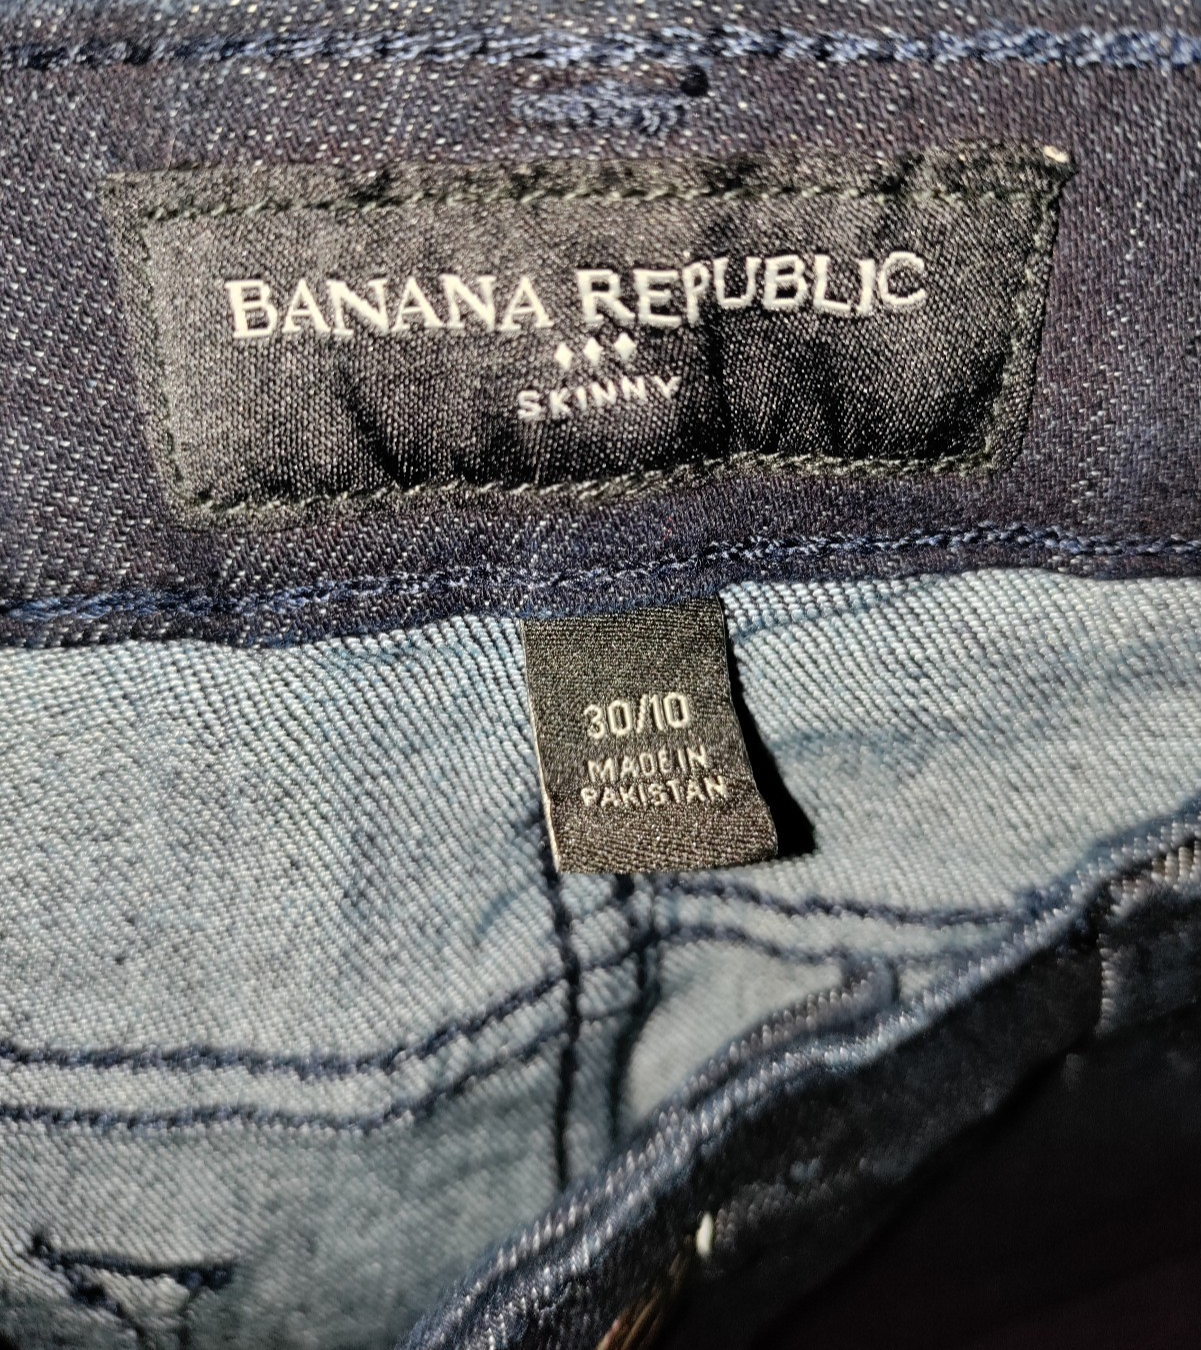 BANANA REPUBLIC
SKINNY
30/10
MADE IN
PAKISTAN